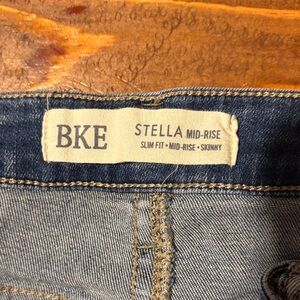 BKE
STELLA MID-RISE
SLIM FIT • MID-RISE • SKINNY